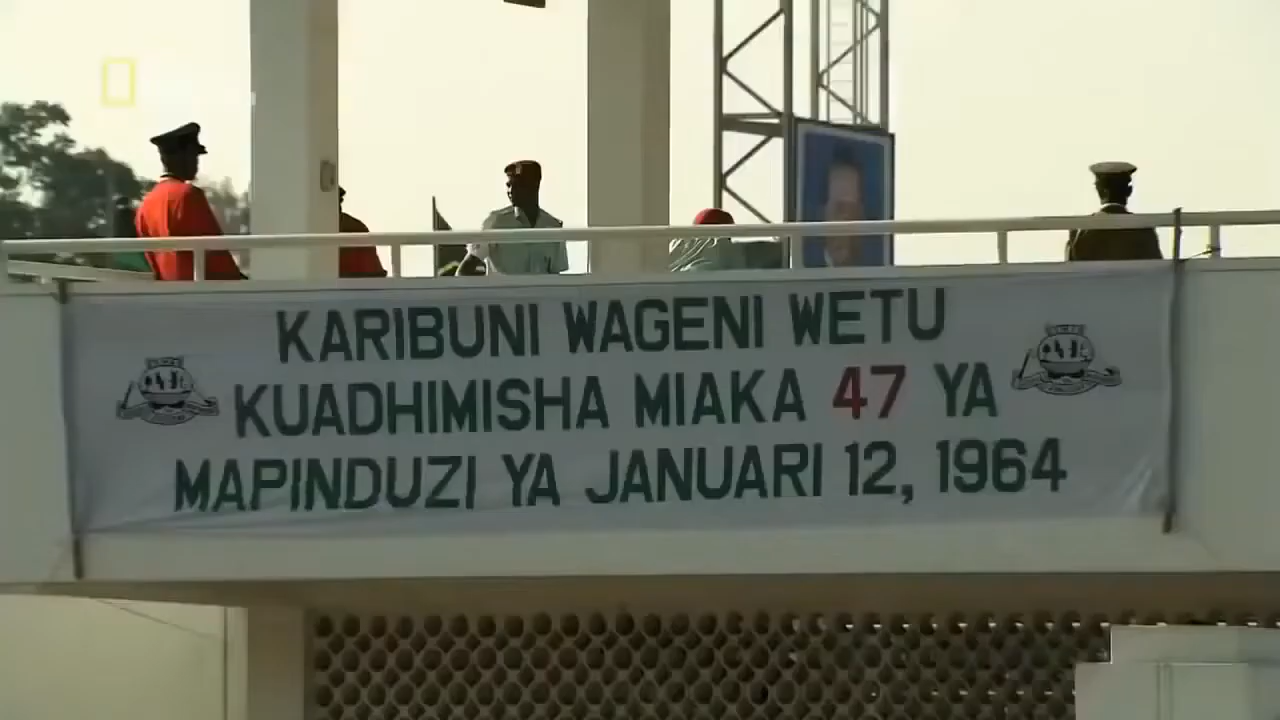 KARIBUNI WAGENI WETU
KUADHIMISHA MIAKA 47 YA
MAPINDUZI YA JANUARI 12, 1964